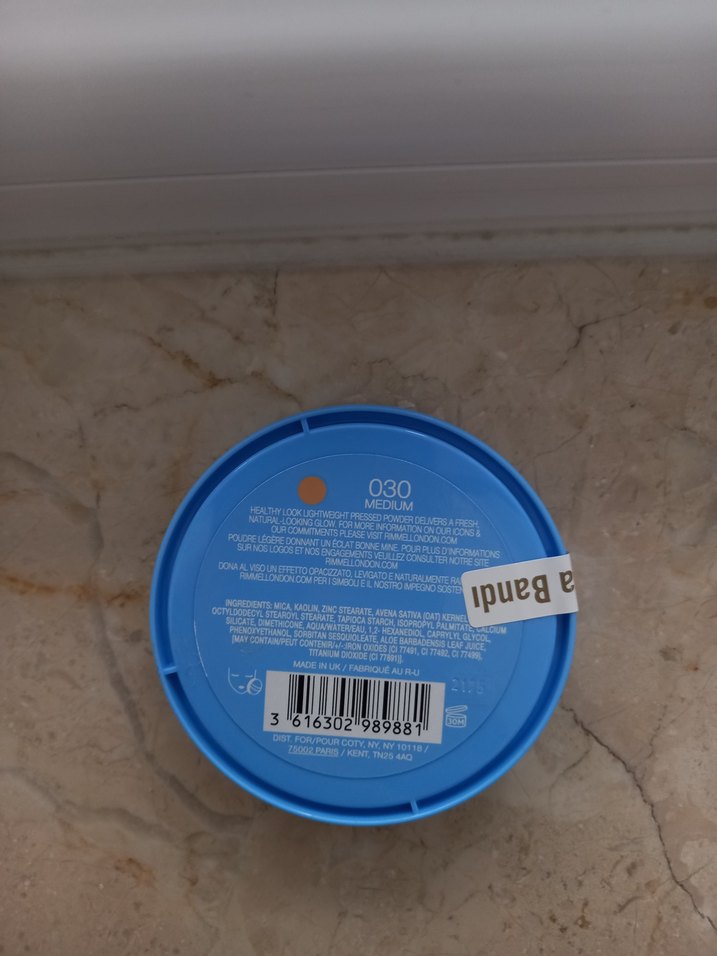 030
MEDIUM
HEALTHY LOOK LIGHTWEIGHT PRESSED POWDER DELIVERS A FRESH,
NATURAL-LOOKING GLOW. FOR MORE INFORMATION ON OUR ICONS &
OUR COMMITMENTS PLEASE VISIT RIMMELLONDON.COM
POUDRE LÉGÈRE DONNANT UN ÉCLAT BONNE MINE. POUR PLUS D'INFORMATIONS
SUR NOS LOGOS ET NOS ENGAGEMENTS VEUILLEZ CONSULTER NOTRE SITE
RIMMELLONDON.COM
DONA AL VISO UN EFFETTO OPACIZZATO, LEVIGATO E NATURALMENTE
RIMMELLONDON.COM PER I SIMBOLI E IL NOSTRO IMPEGNO
a Bandı
INGREDIENTS: MICA, KAOLIN, ZINC STEARATE, AVENA SATIVA (OAT) KERNEL
OCTYLDODECYL STEAROYL STEARATE, TAPIOCA STARCH, ISOPROPYL PALMITATE, CALCIUM
SILICATE, DIMETHICONE, AQUA/WATER/EAU, 1,2- HEXANEDIOL, CAPRYLYL GLYCOL,
PHENOXYETHANOL, SORBITAN SESQUIOLEATE, ALOE BARBADENSIS LEAF JUICE,
[MAY CONTAIN/PEUT CONTENIR/+/-:IRON OXIDES (CI 77491, CI 77492, CI 77499),
TITANIUM DIOXIDE (CI 77891)].
MADE IN UK / FABRIQUÉ AU R-U
3 616302 989881
30M
DIST. FOR/POUR COTY, NY, NY 10118 /
75002 PARIS / KENT, TN25 4AQ